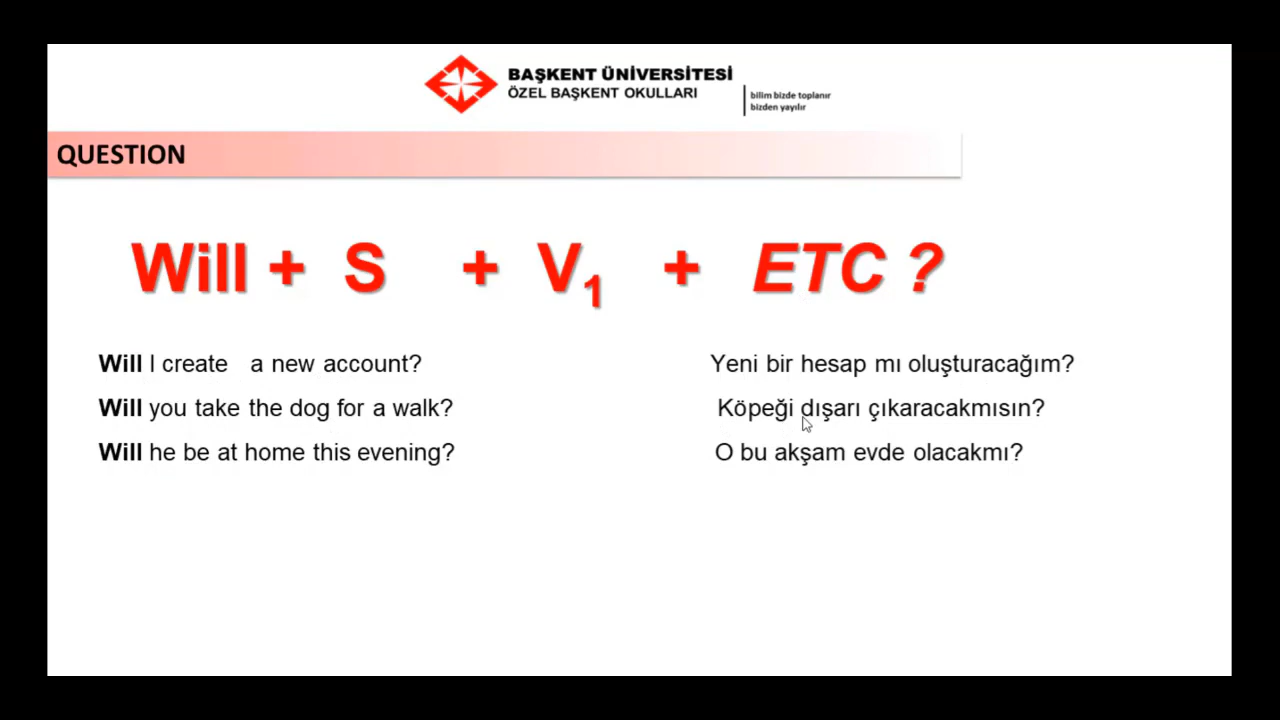 BAŞKENT ÜNİVERSİTESİ
ÖZEL BAŞKENT OKULLARI
bilim bizde toplanır
bizden yayılır
QUESTION
Will + S + V1 + ETC ?
Will I create a new account? Yeni bir hesap mı oluşturacağım?
Will you take the dog for a walk? Köpeği dışarı çıkaracakmısın?
Will he be at home this evening? O bu akşam evde olacakmı?